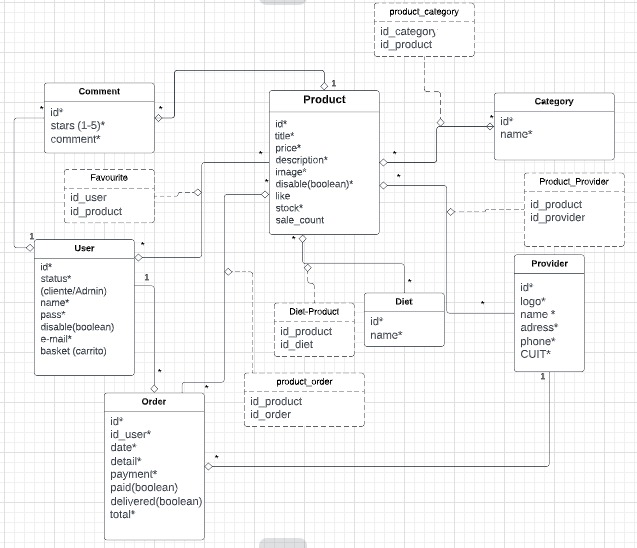 product_category
id_category
id_product
Comment
id*
stars (1-5)*
comment*
*
*
1
Product
id*
title*
price*
description*
image*
disable(boolean)*
like
stock*
sale_count
Category
id*
name*
*
*
Favourite
id_user
id_product
*
*
*
Product_Provider
id_product
id_provider
1
User
id*
status*
(cliente/Admin)
name*
pass*
disable(boolean)
e-mail*
basket (carrito)
*
1
*
Provider
id*
logo*
name *
adress*
phone*
CUIT*
*
1
*
Diet
id*
name*
Diet-Product
id_product
id_diet
product_order
id_product
id_order
*
*
Order
id*
id_user*
date*
detail*
payment*
paid(boolean)
delivered(boolean)
total*
*